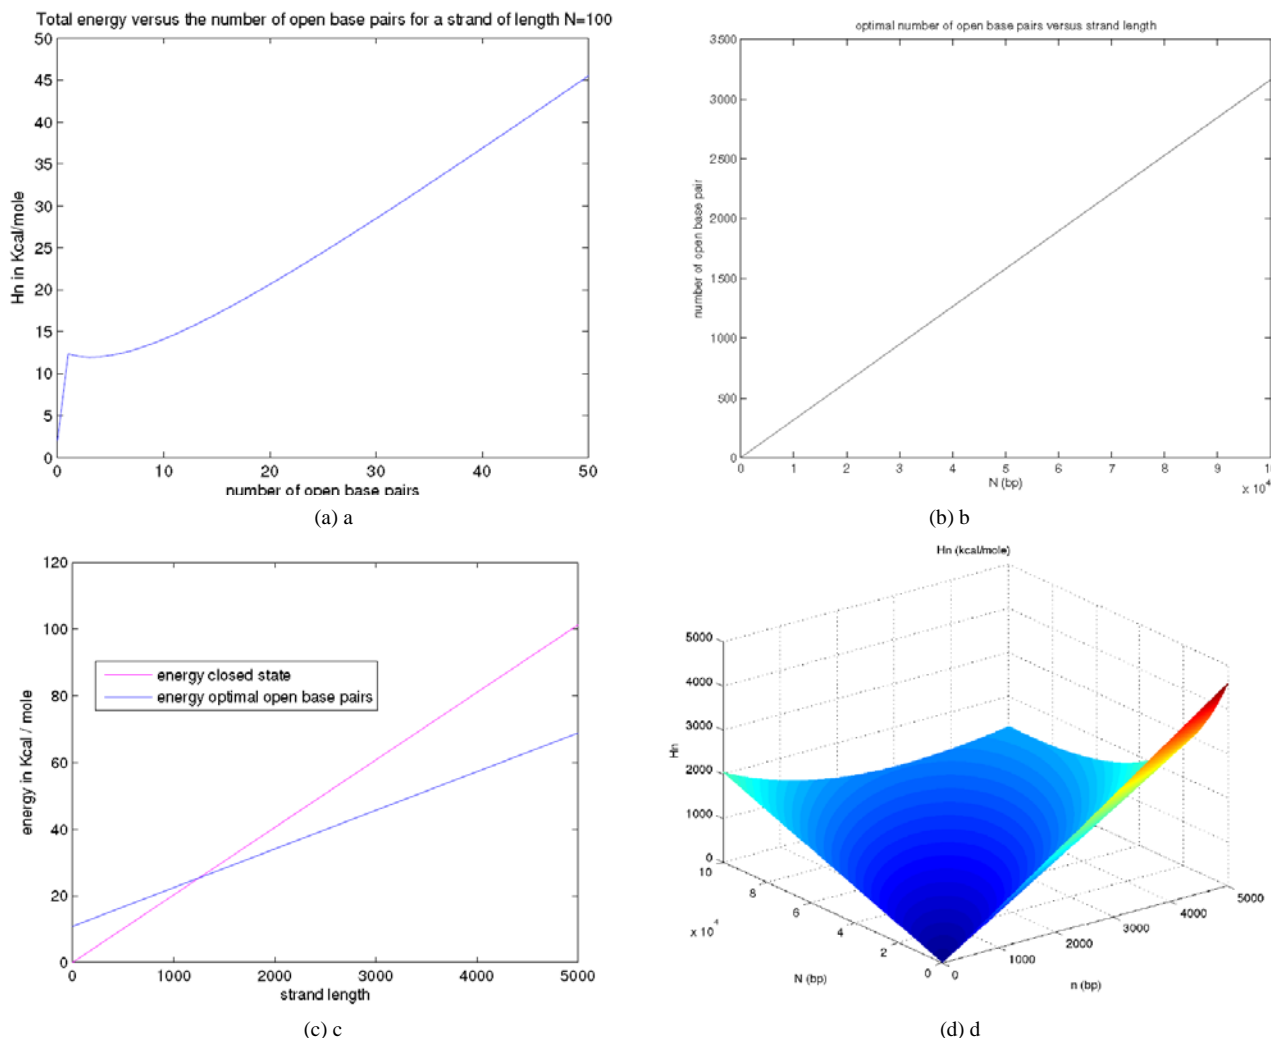 Total energy versus the number of open base pairs for a strand of length N=100
50
45
40
35
30
25
20
15
10
5
0
Hn in Kcal/mole
0 10 20 30 40 50
number of open base pairs
(a) a
optimal number of open base pairs versus strand length
3500
3000
2500
2000
1500
1000
500
0
number of open base pair
0 1 2 3 4 5 6 7 8 9 10
N (bp)
x 10⁴
(b) b
120
100
80
60
40
20
0
energy in Kcal / mole
energy closed state
energy optimal open base pairs
0 1000 2000 3000 4000 5000
strand length
(c) c
Hn (kcal/mole)
5000
4000
3000
2000
1000
0
Hn
10
8
6
4
2
0
x 10⁴
N (bp)
0
1000
2000
3000
4000
5000
n (bp)
(d) d